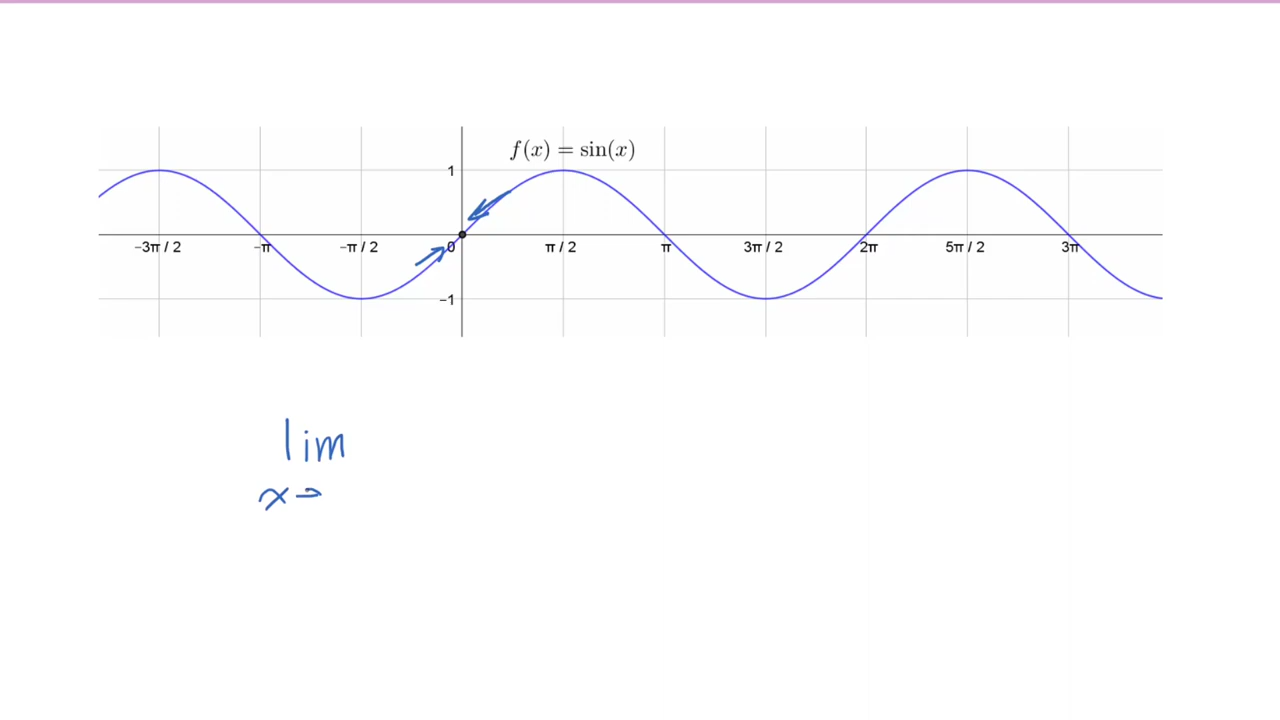 f(x) = sin(x)
1
−3π / 2 −π −π / 2 0 π / 2 π 3π / 2 2π 5π / 2 3π
−1
lim
x→